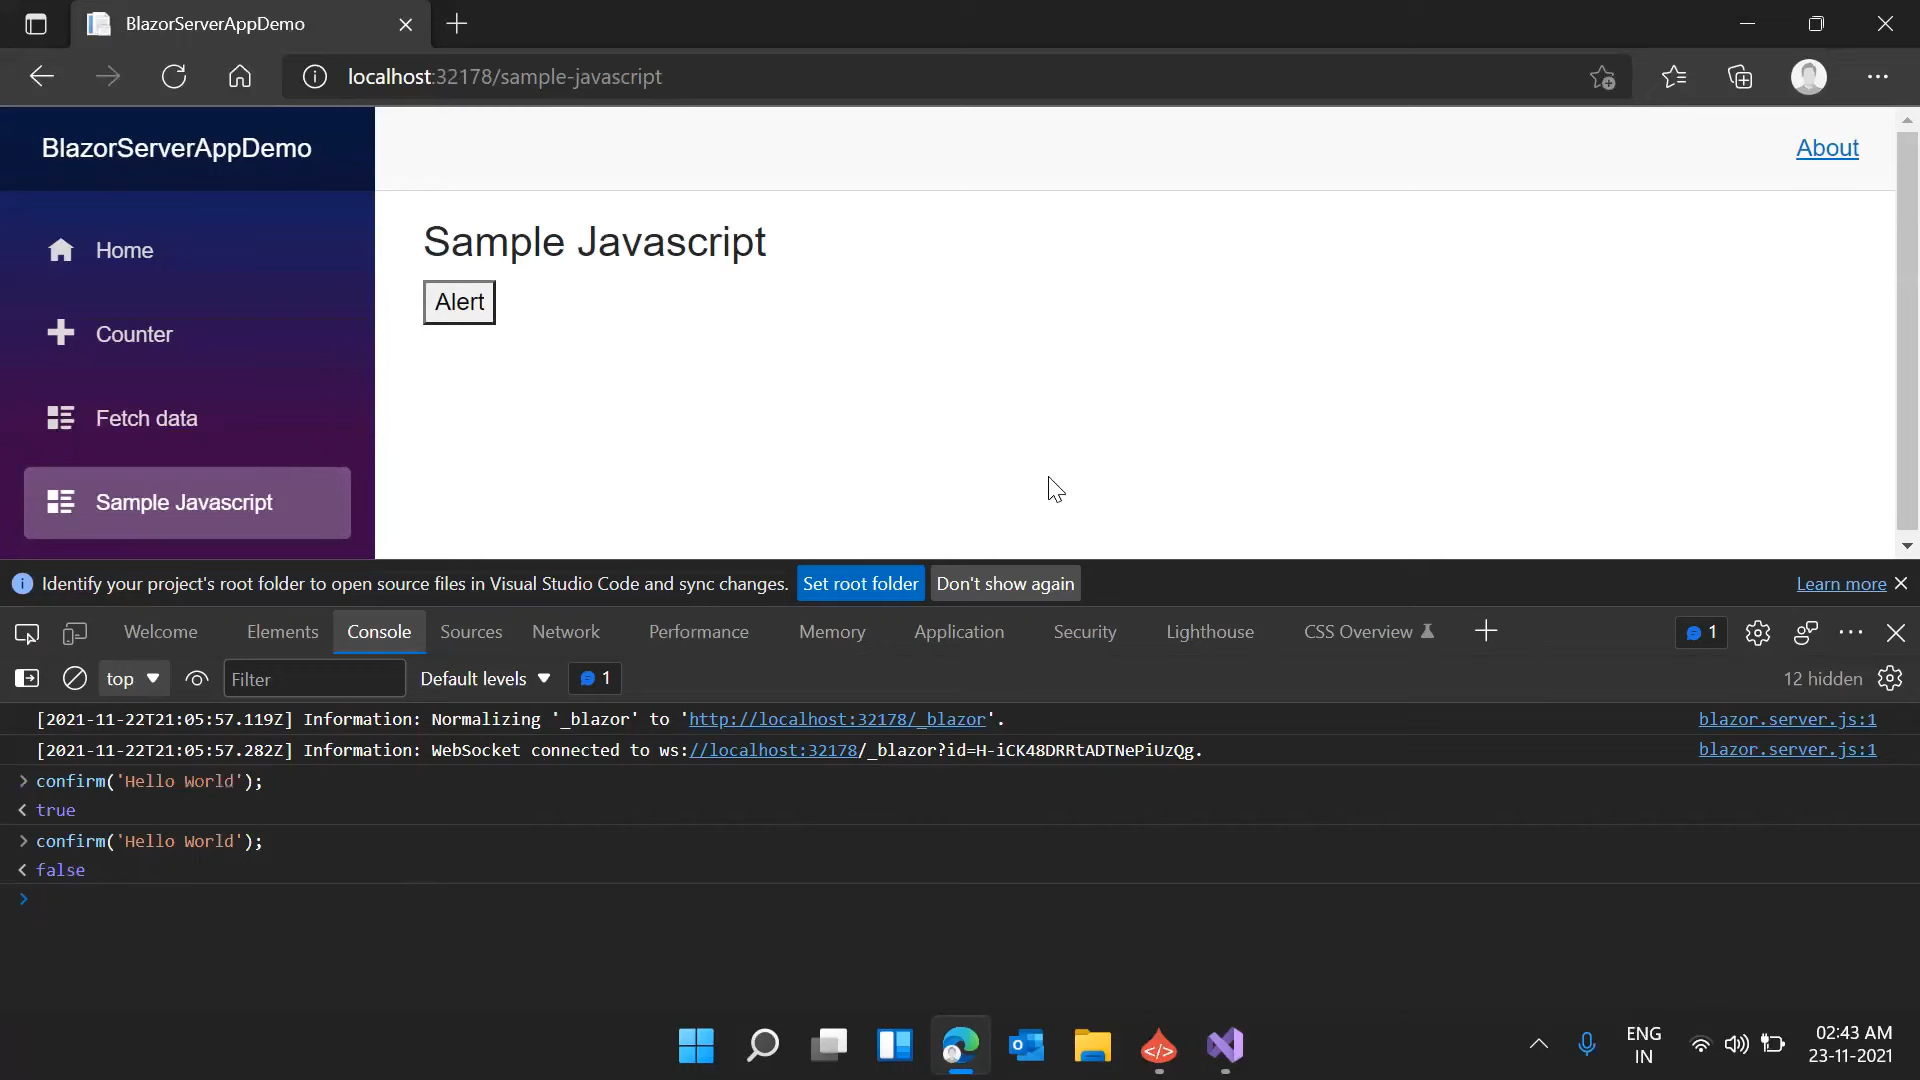 BlazorServerAppDemo
localhost:32178/sample-javascript
BlazorServerAppDemo
About
Home
Counter
Fetch data
Sample Javascript
Sample Javascript
Alert
Identify your project's root folder to open source files in Visual Studio Code and sync changes. Set root folder Don't show again Learn more
Welcome Elements Console Sources Network Performance Memory Application Security Lighthouse CSS Overview 1
top Filter Default levels 1 12 hidden
[2021-11-22T21:05:57.119Z] Information: Normalizing '_blazor' to 'http://localhost:32178/_blazor'. blazor.server.js:1
[2021-11-22T21:05:57.282Z] Information: WebSocket connected to ws://localhost:32178/_blazor?id=H-iCK48DRRtADTNePiUzQg. blazor.server.js:1
> confirm('Hello World');
< true
> confirm('Hello World');
< false
>
ENG 02:43 AM
IN 23-11-2021